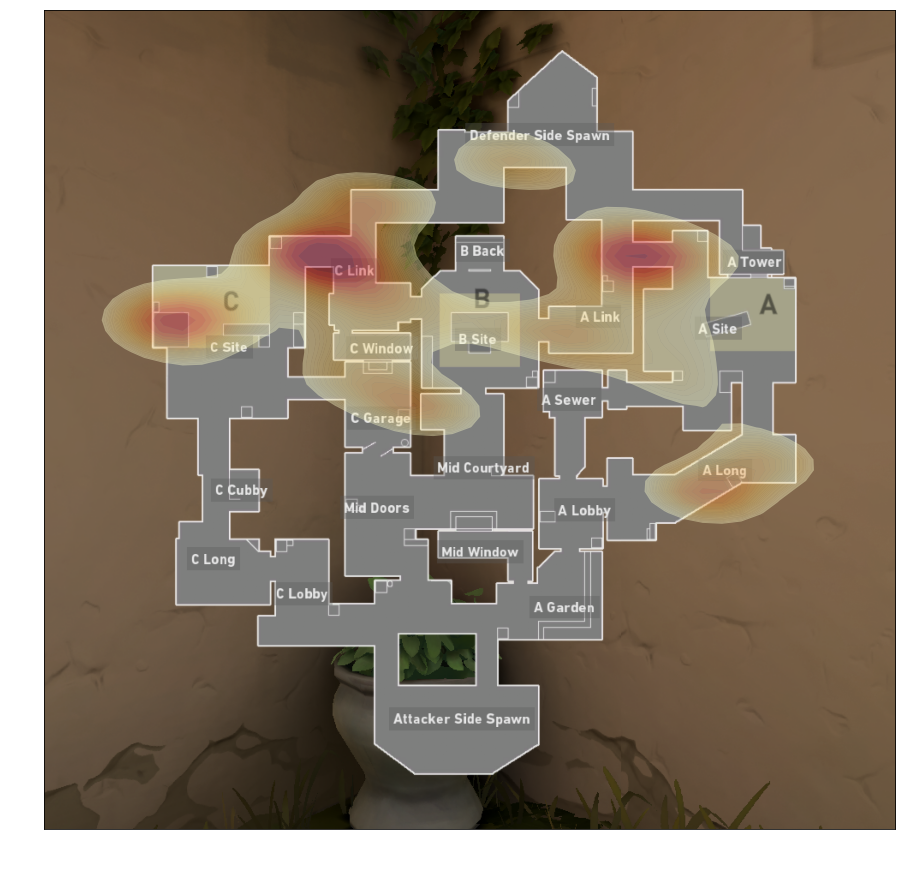 Defender Side Spawn
B Back
A Tower
C Link
C
B
A
A Link
A Site
B Site
C Site
C Window
A Sewer
C Garage
Mid Courtyard
A Long
C Cubby
Mid Doors
A Lobby
Mid Window
C Long
C Lobby
A Garden
Attacker Side Spawn